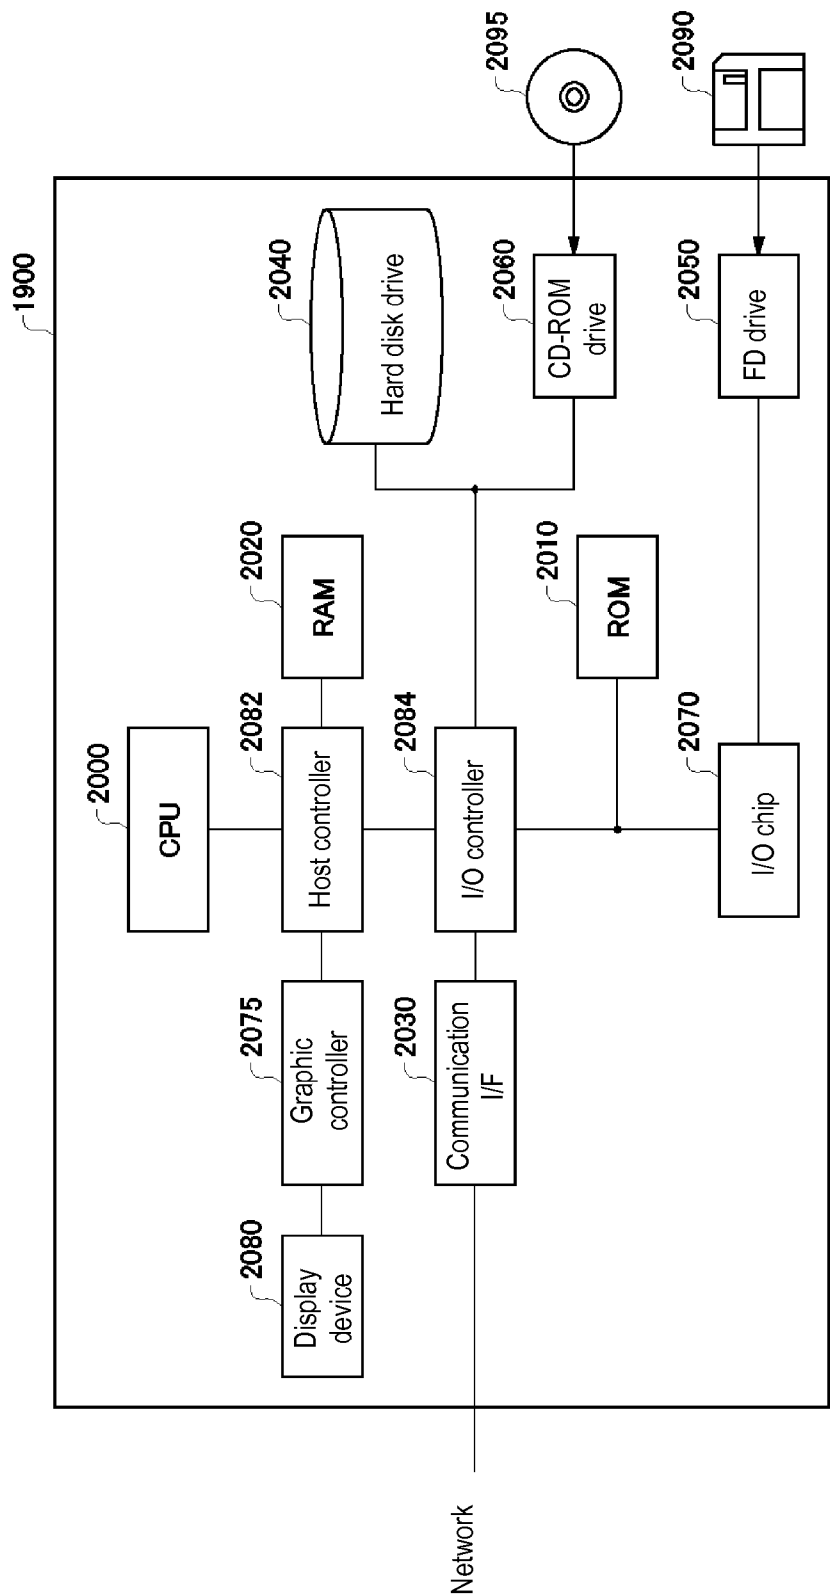 1900
2000
CPU
2080
Display
device
2075
Graphic
controller
2082
Host controller
2020
RAM
2040
Hard disk drive
2030
Communication
I/F
2084
I/O controller
2060
CD-ROM
drive
2095
Network
2010
ROM
2070
I/O chip
2050
FD drive
2090